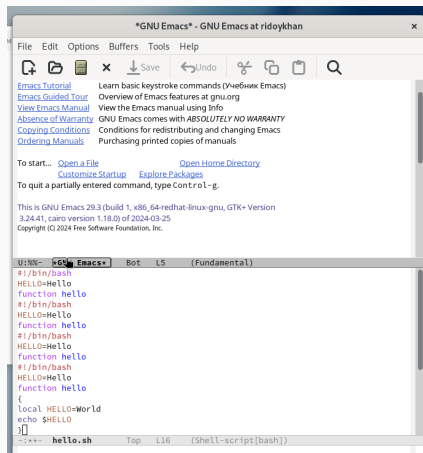 *GNU Emacs* - GNU Emacs at ridoykhan
File Edit Options Buffers Tools Help
Save Undo
Emacs Tutorial Learn basic keystroke commands (Учебник Emacs)
Emacs Guided Tour Overview of Emacs features at gnu.org
View Emacs Manual View the Emacs manual using Info
Absence of Warranty GNU Emacs comes with ABSOLUTELY NO WARRANTY
Copying Conditions Conditions for redistributing and changing Emacs
Ordering Manuals Purchasing printed copies of manuals
To start... Open a File Open Home Directory
Customize Startup Explore Packages
To quit a partially entered command, type Control-g.
This is GNU Emacs 29.3 (build 1, x86_64-redhat-linux-gnu, GTK+ Version
3.24.41, cairo version 1.18.0) of 2024-03-25
Copyright (C) 2024 Free Software Foundation, Inc.
U:%%- *GNU Emacs* Bot L5 (Fundamental)
#!/bin/bash
HELLO=Hello
function hello
#!/bin/bash
HELLO=Hello
function hello
#!/bin/bash
HELLO=Hello
function hello
#!/bin/bash
HELLO=Hello
function hello
{
local HELLO=World
echo $HELLO
}
-:**- hello.sh Top L16 (Shell-script[bash])